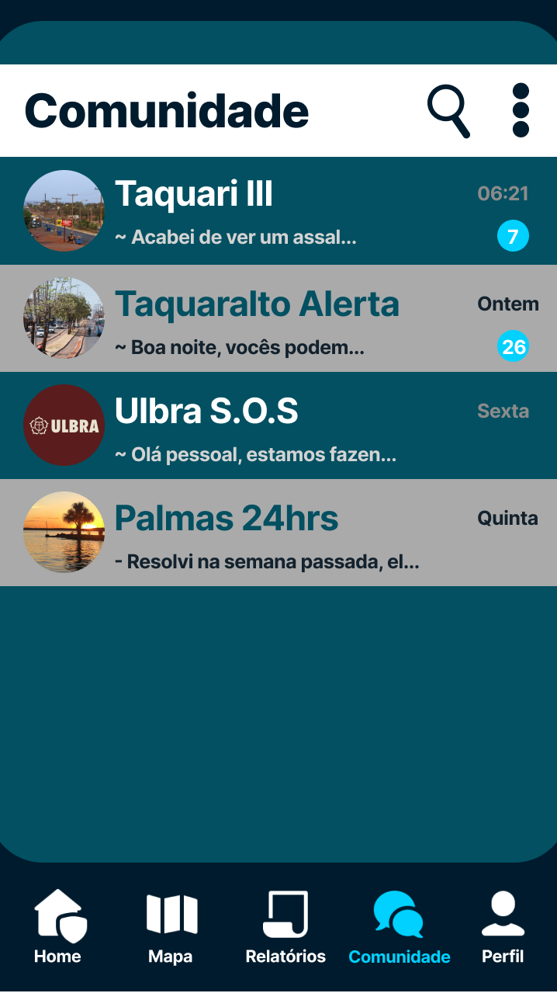 Comunidade
Taquari III
06:21
~ Acabei de ver um assal...
7
Taquaralto Alerta
Ontem
~ Boa noite, vocês podem...
26
ULBRA
Ulbra S.O.S
Sexta
~ Olá pessoal, estamos fazen...
Palmas 24hrs
Quinta
- Resolvi na semana passada, el...
Home
Mapa
Relatórios
Comunidade
Perfil